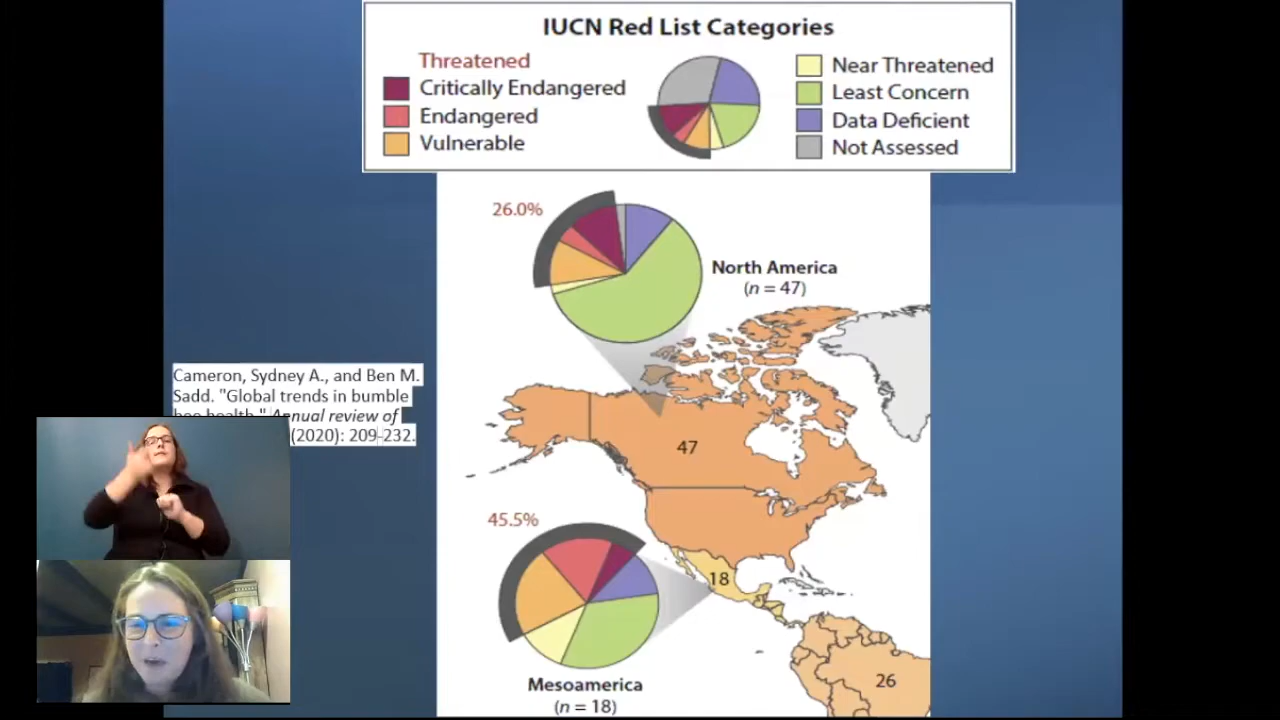 IUCN Red List Categories
Threatened
Critically Endangered
Endangered
Vulnerable
Near Threatened
Least Concern
Data Deficient
Not Assessed
26.0%
North America
(n = 47)
Cameron, Sydney A., and Ben M.
Sadd. "Global trends in bumble
bee health." Annual review of
(2020): 209-232.
47
45.5%
18
Mesoamerica
(n = 18)
26